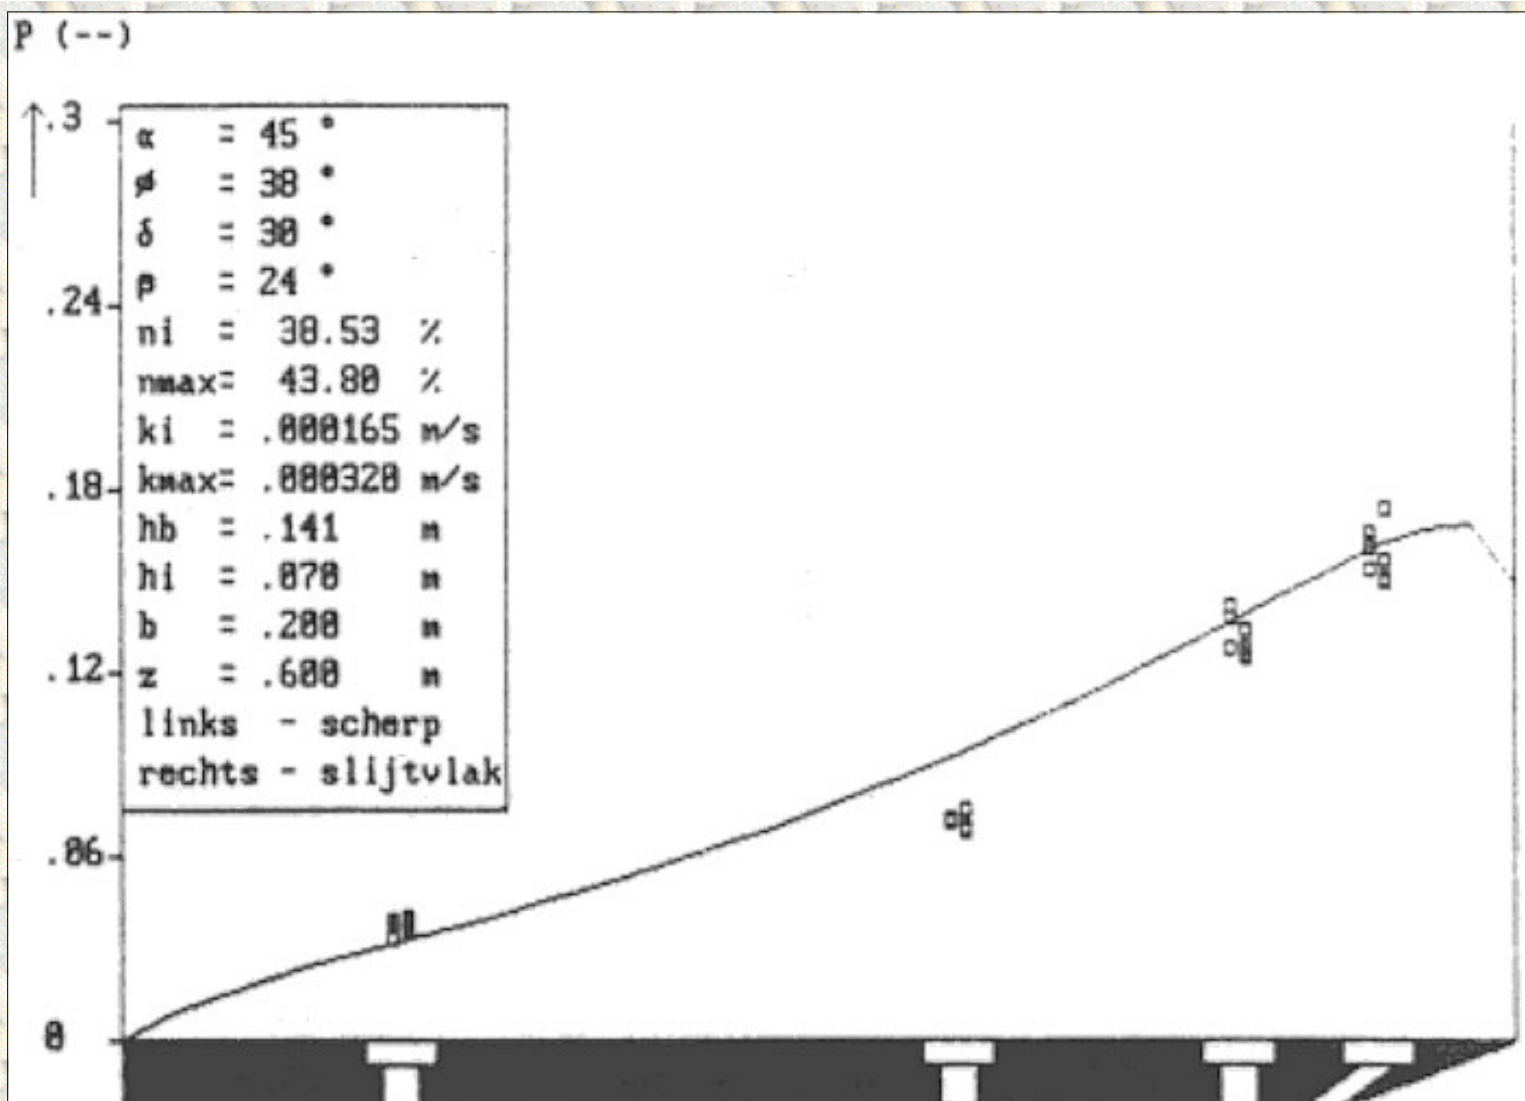 P (--)
.3
α = 45 °
ø = 38 °
δ = 30 °
β = 24 °
.24
ni = 38.53 %
nmax= 43.80 %
ki = .000165 m/s
.18
kmax= .000320 m/s
hb = .141 m
hi = .070 m
b = .200 m
.12
z = .600 m
links - scherp
rechts - slijtvlak
.06
0